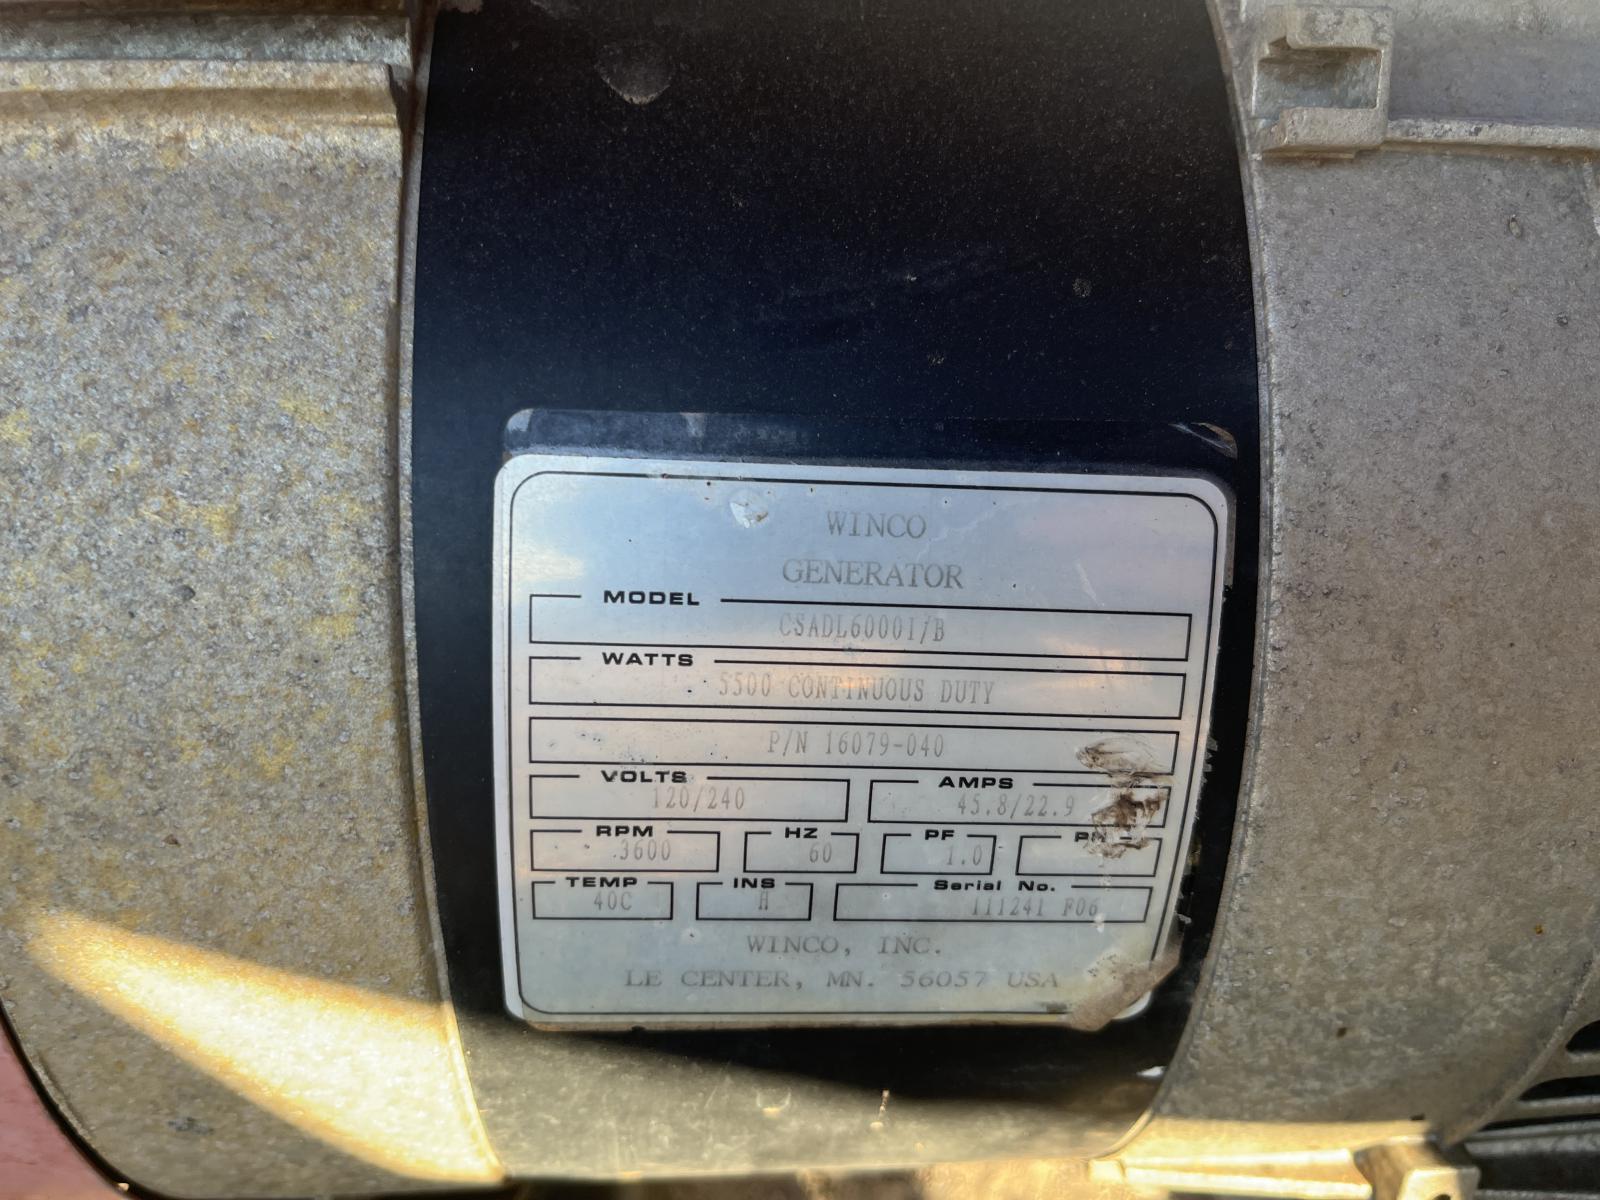 WINCO
GENERATOR
MODEL
CSADL6000I/B
WATTS
5500 CONTINUOUS DUTY
P/N 16079-040
VOLTS AMPS
120/240 45.8/22.9
RPM HZ PF
3600 60 1.0
TEMP INS Serial No.
40C H 111241 F06
WINCO, INC.
LE CENTER, MN. 56057 USA